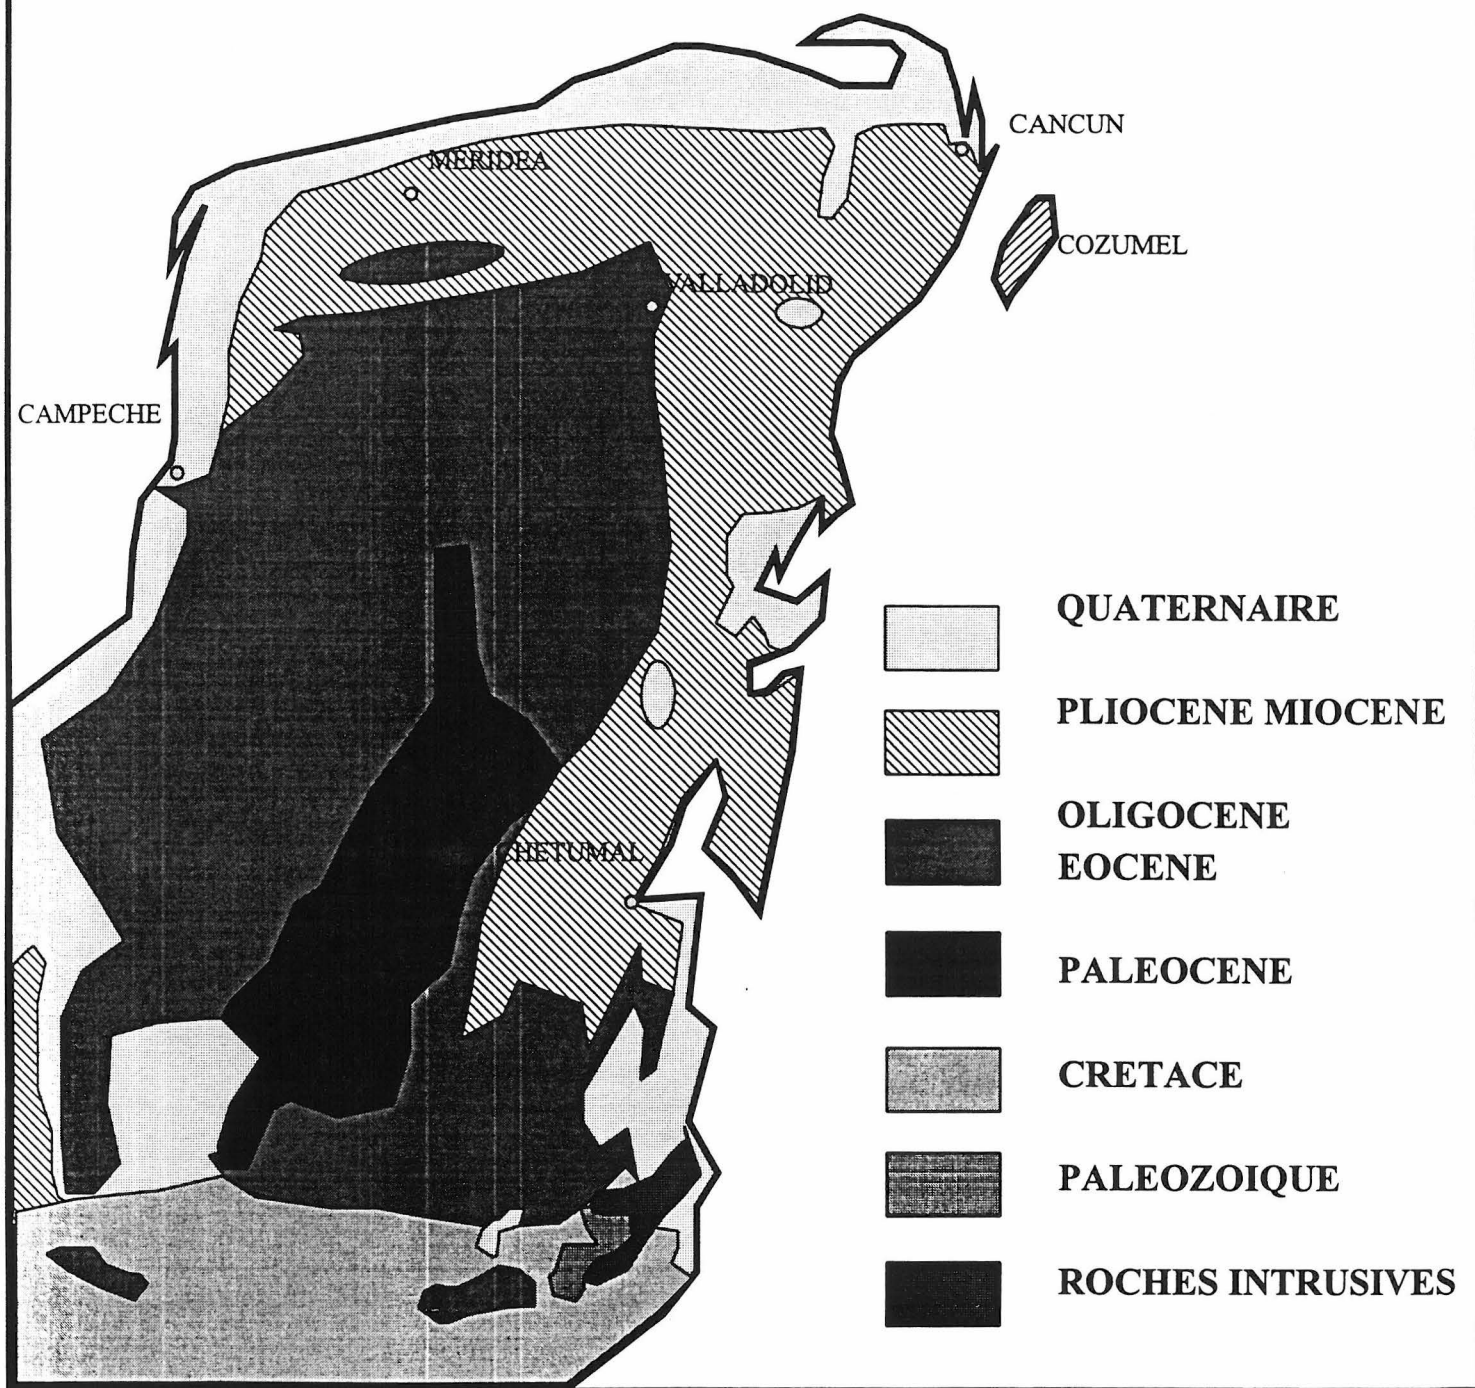 CANCUN
MERIDEA
COZUMEL
VALLADOLID
CAMPECHE
CHETUMAL
QUATERNAIRE
PLIOCENE MIOCENE
OLIGOCENE
EOCENE
PALEOCENE
CRETACE
PALEOZOIQUE
ROCHES INTRUSIVES